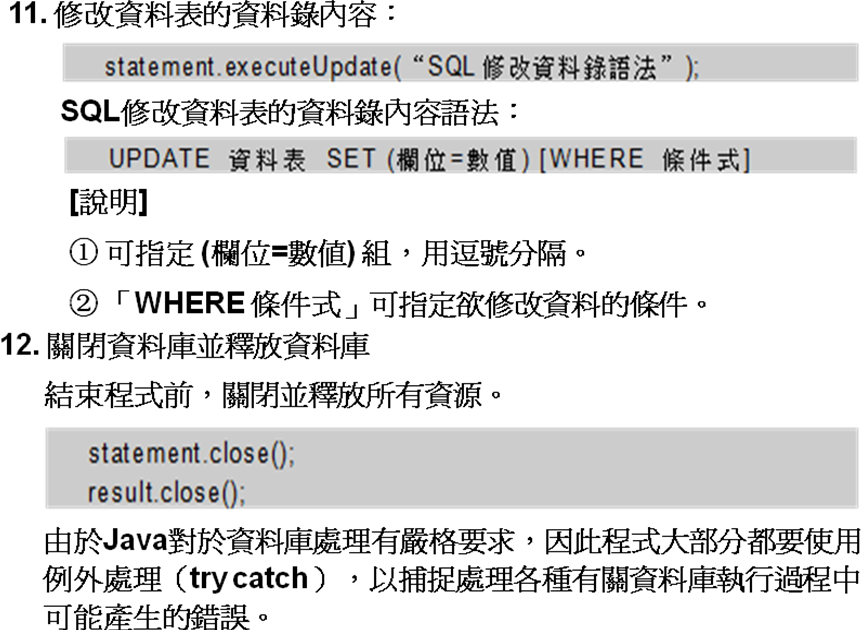 11. 修改資料表的資料錄內容：
statement.executeUpdate( “SQL 修改資料錄語法” );
SQL修改資料表的資料錄內容語法：
UPDATE 資料表 SET (欄位=數值) [WHERE 條件式]
[說明]
① 可指定 (欄位=數值) 組，用逗號分隔。
② 「WHERE 條件式」可指定欲修改資料的條件。
12. 關閉資料庫並釋放資料庫
結束程式前，關閉並釋放所有資源。
statement.close();
result.close();
由於Java對於資料庫處理有嚴格要求，因此程式大部分都要使用
例外處理（try catch），以捕捉處理各種有關資料庫執行過程中
可能產生的錯誤。